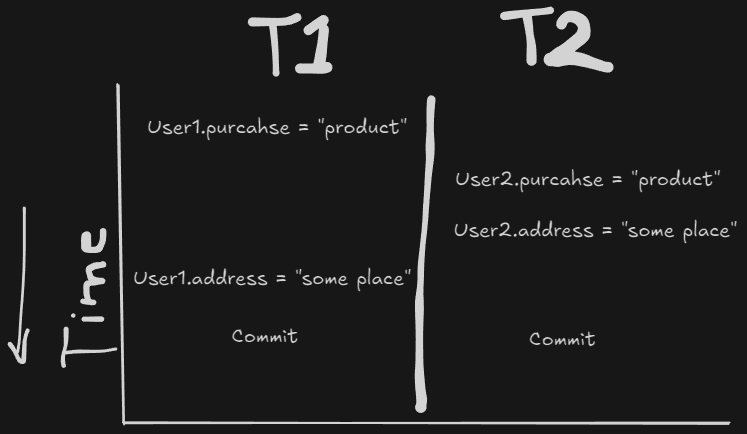 T1
T2
User1.purcahse = "product"
User2.purcahse = "product"
User2.address = "some place"
User1.address = "some place"
Commit
Commit
Time